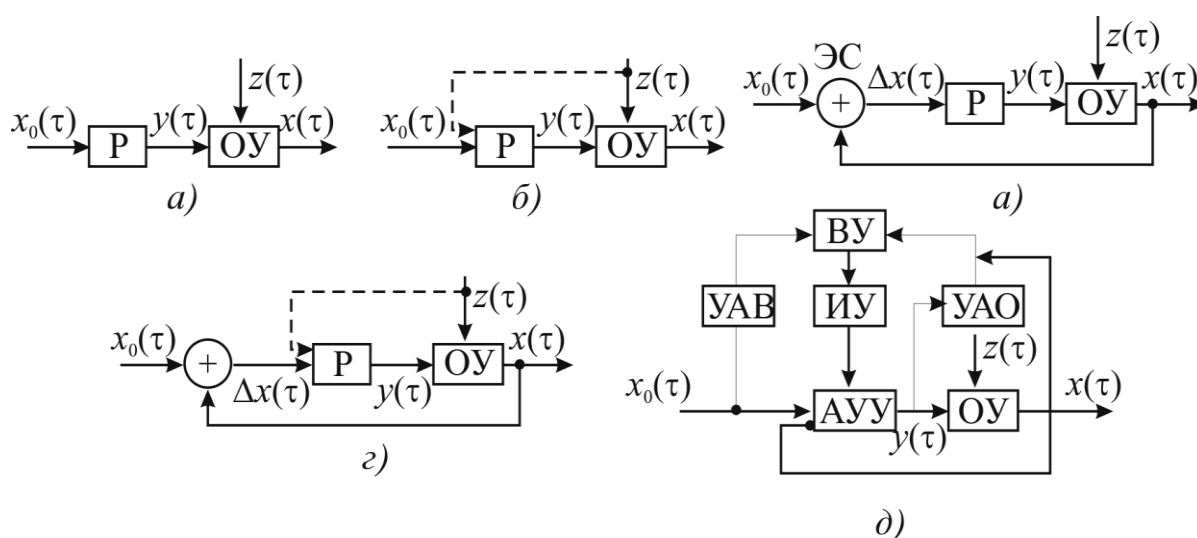 x₀(τ) Р y(τ) ОУ x(τ)
z(τ)
а)
x₀(τ) Р y(τ) ОУ x(τ)
z(τ)
б)
ЭС
x₀(τ) + Δx(τ) Р y(τ) ОУ x(τ)
z(τ)
а)
x₀(τ) + Δx(τ) Р y(τ) ОУ x(τ)
z(τ)
г)
ВУ
УАВ ИУ УАО
z(τ)
x₀(τ) АУУ y(τ) ОУ x(τ)
д)